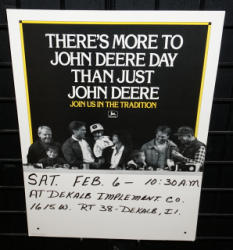 THERE'S MORE TO
JOHN DEERE DAY
THAN JUST
JOHN DEERE
JOIN US IN THE TRADITION
SAT. FEB. 6 — 10:30 A.M.
AT DEKALB IMPLEMENT CO.
1615 W. RT 38 - DEKALB, IL.